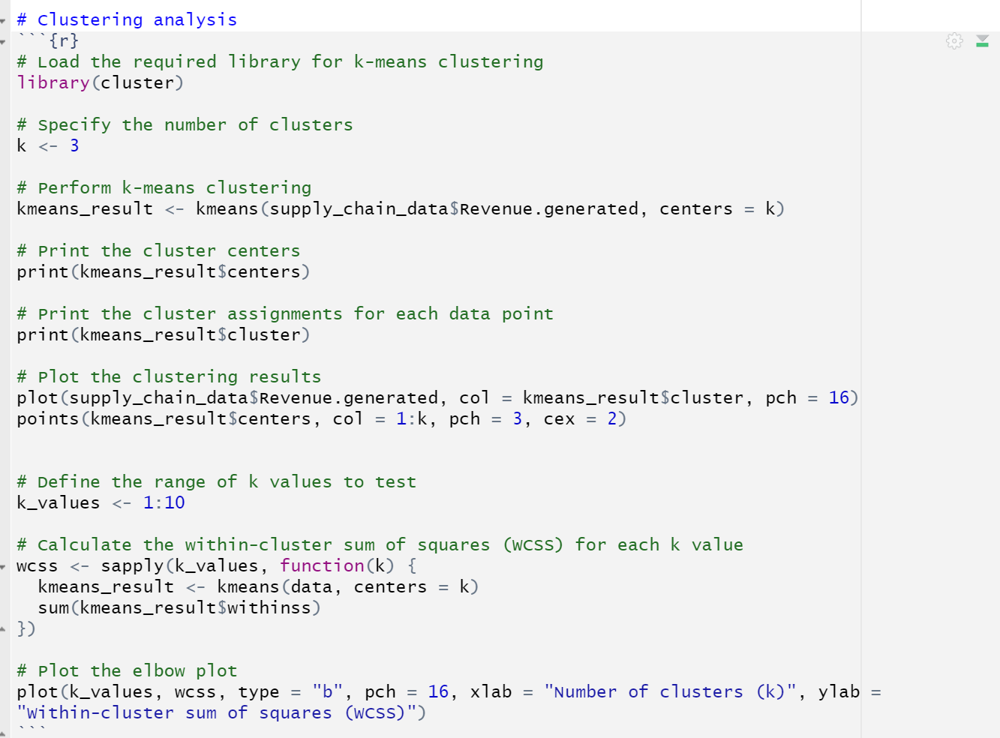 # Clustering analysis
```{r}
# Load the required library for k-means clustering
library(cluster)
# Specify the number of clusters
k <- 3
# Perform k-means clustering
kmeans_result <- kmeans(supply_chain_data$Revenue.generated, centers = k)
# Print the cluster centers
print(kmeans_result$centers)
# Print the cluster assignments for each data point
print(kmeans_result$cluster)
# Plot the clustering results
plot(supply_chain_data$Revenue.generated, col = kmeans_result$cluster, pch = 16)
points(kmeans_result$centers, col = 1:k, pch = 3, cex = 2)
# Define the range of k values to test
k_values <- 1:10
# Calculate the within-cluster sum of squares (WCSS) for each k value
wcss <- sapply(k_values, function(k) {
  kmeans_result <- kmeans(data, centers = k)
  sum(kmeans_result$withinss)
})
# Plot the elbow plot
plot(k_values, wcss, type = "b", pch = 16, xlab = "Number of clusters (k)", ylab =
"Within-cluster sum of squares (WCSS)")
```